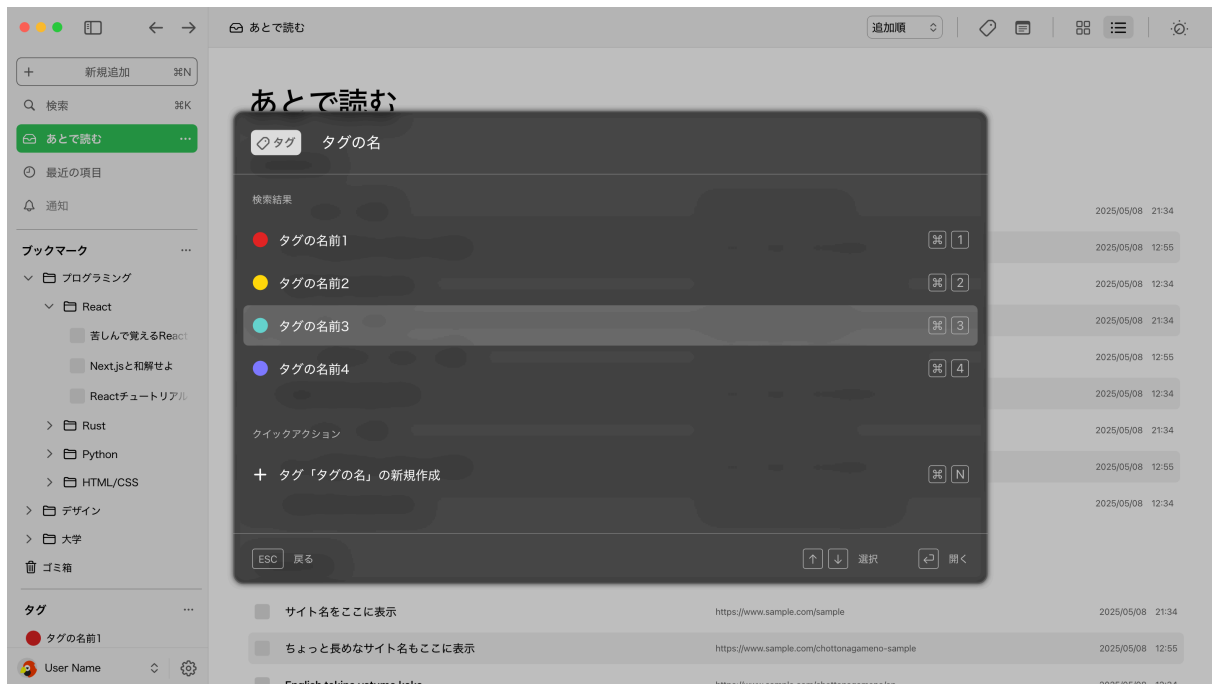 あとで読む
追加順
新規追加 ⌘N
検索 ⌘K
あとで読む
最近の項目
通知
ブックマーク
プログラミング
React
苦しんで覚えるReact
Next.jsと和解せよ
Reactチュートリアル
Rust
Python
HTML/CSS
デザイン
大学
ゴミ箱
タグ
タグの名前1
User Name
あとで読む
タグ タグの名
検索結果
タグの名前1 ⌘ 1
タグの名前2 ⌘ 2
タグの名前3 ⌘ 3
タグの名前4 ⌘ 4
クイックアクション
タグ「タグの名」の新規作成 ⌘ N
ESC 戻る ↑ ↓ 選択 開く
2025/05/08 21:34
2025/05/08 12:55
2025/05/08 12:34
2025/05/08 21:34
2025/05/08 12:55
2025/05/08 12:34
2025/05/08 21:34
2025/05/08 12:55
2025/05/08 12:34
サイト名をここに表示 https://www.sample.com/sample 2025/05/08 21:34
ちょっと長めなサイト名もここに表示 https://www.sample.com/chottonagameno-sample 2025/05/08 12:55